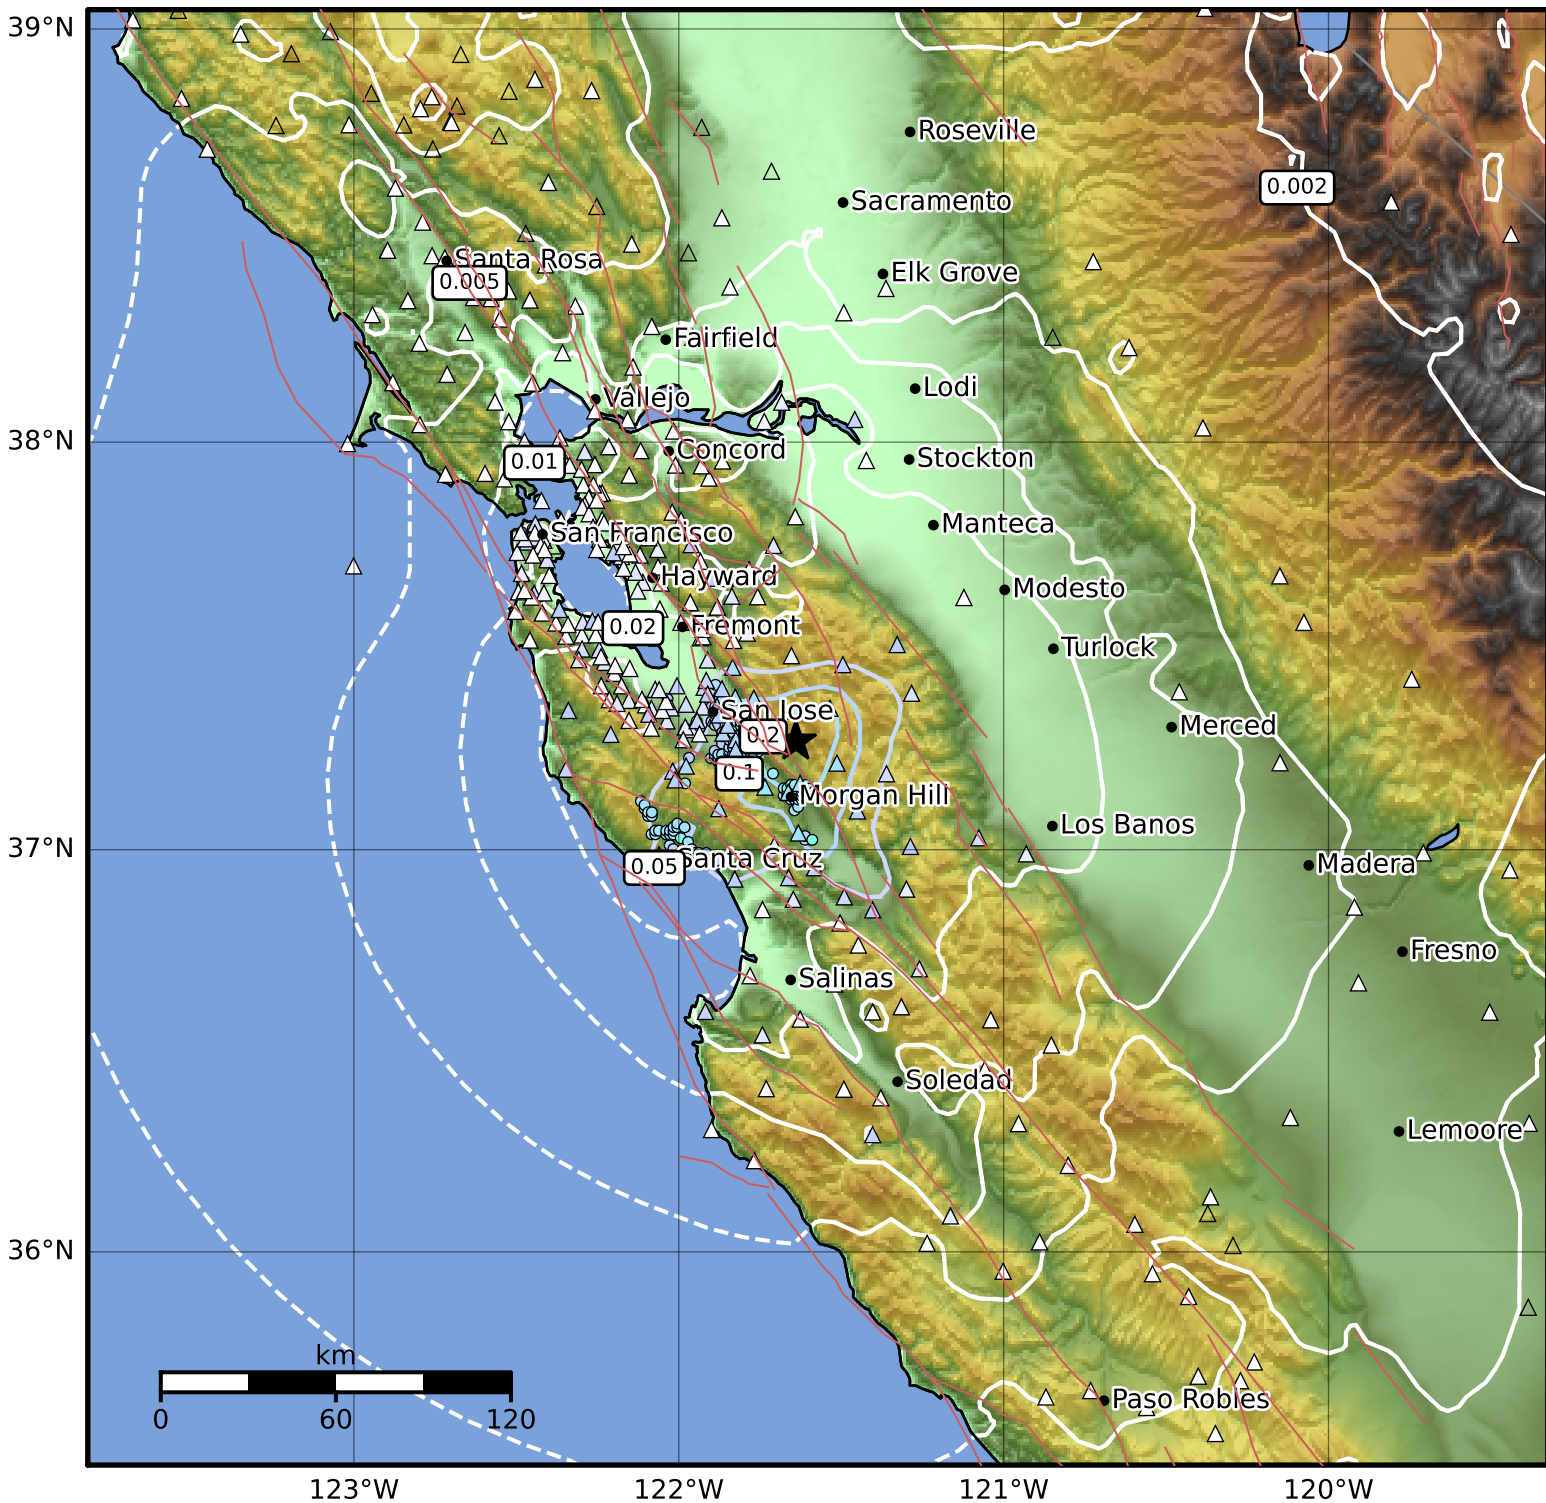 39°N
Roseville
0.002
Sacramento
Santa Rosa
Elk Grove
0.005
Fairfield
Lodi
Vallejo
38°N
Concord
Stockton
0.01
Manteca
San Francisco
Hayward
Modesto
0.02
Fremont
Turlock
San Jose
Merced
0.2
0.1
Morgan Hill
Los Banos
37°N
Santa Cruz
Madera
0.05
Fresno
Salinas
Soledad
Lemoore
36°N
km
Paso Robles
0 60 120
123°W 122°W 121°W 120°W